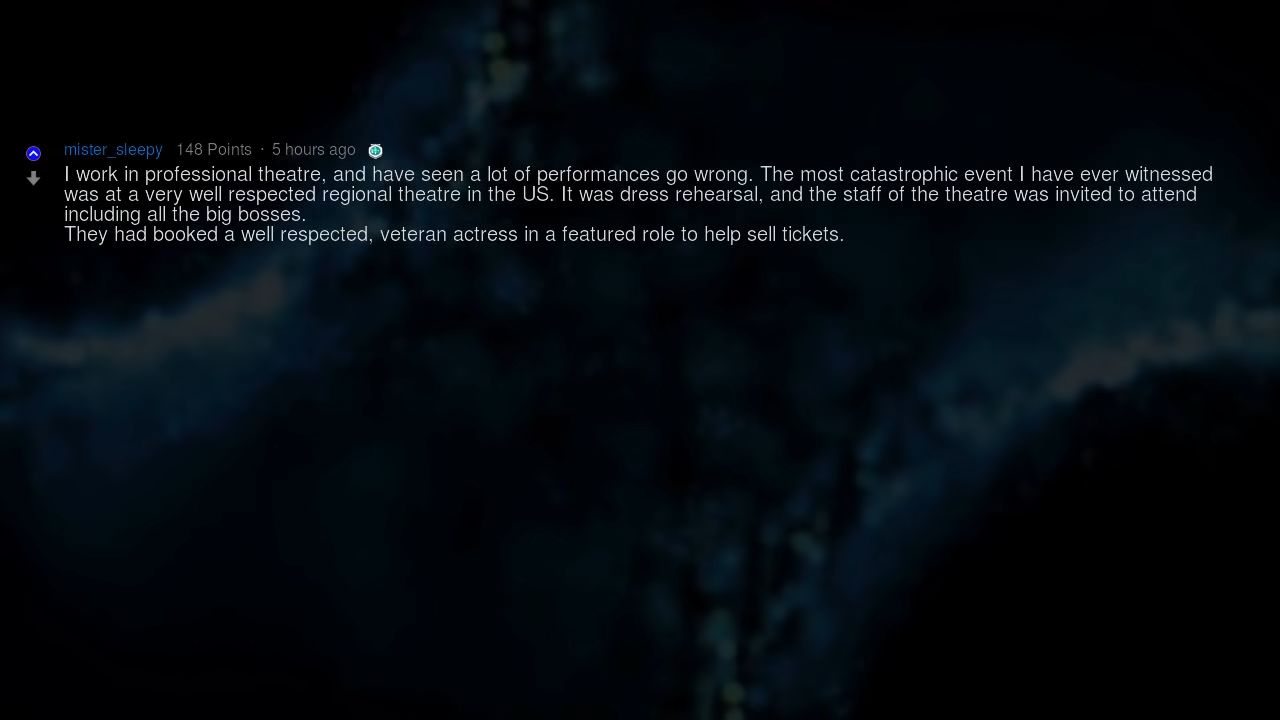 mister_sleepy 148 Points · 5 hours ago
I work in professional theatre, and have seen a lot of performances go wrong. The most catastrophic event I have ever witnessed
was at a very well respected regional theatre in the US. It was dress rehearsal, and the staff of the theatre was invited to attend
including all the big bosses.
They had booked a well respected, veteran actress in a featured role to help sell tickets.